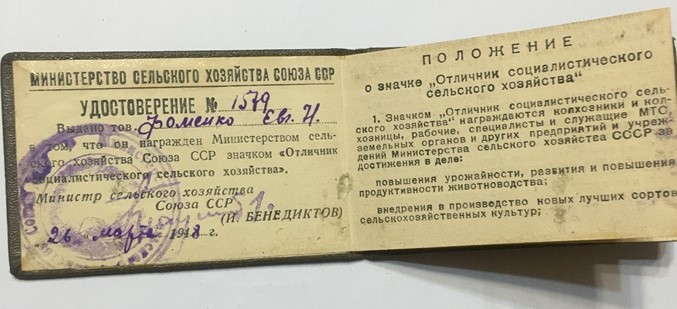 МИНИСТЕРСТВО СЕЛЬСКОГО ХОЗЯЙСТВА СОЮЗА ССР
УДОСТОВЕРЕНИЕ № 1579
Выдано тов. Фоменко Евг. И.
в том, что он награжден Министерством сель-
ского хозяйства Союза ССР значком «Отличник
социалистического сельского хозяйства».
Министр сельского хозяйства
Союза ССР
(И. БЕНЕДИКТОВ)
„26 „ марта 1948 г.
ПОЛОЖЕНИЕ
о значке „Отличник социалистического
сельского хозяйства“
1. Значком „Отличник социалистического сель-
ского хозяйства“ награждаются колхозники и кол-
хозницы, рабочие, специалисты и служащие МТС,
земельных органов и других предприятий и учреж-
дений Министерства сельского хозяйства СССР за
достижения в деле:
повышения урожайности, развития и повышения
продуктивности животноводства;
внедрения в производство новых лучших сортов
сельскохозяйственных культур;